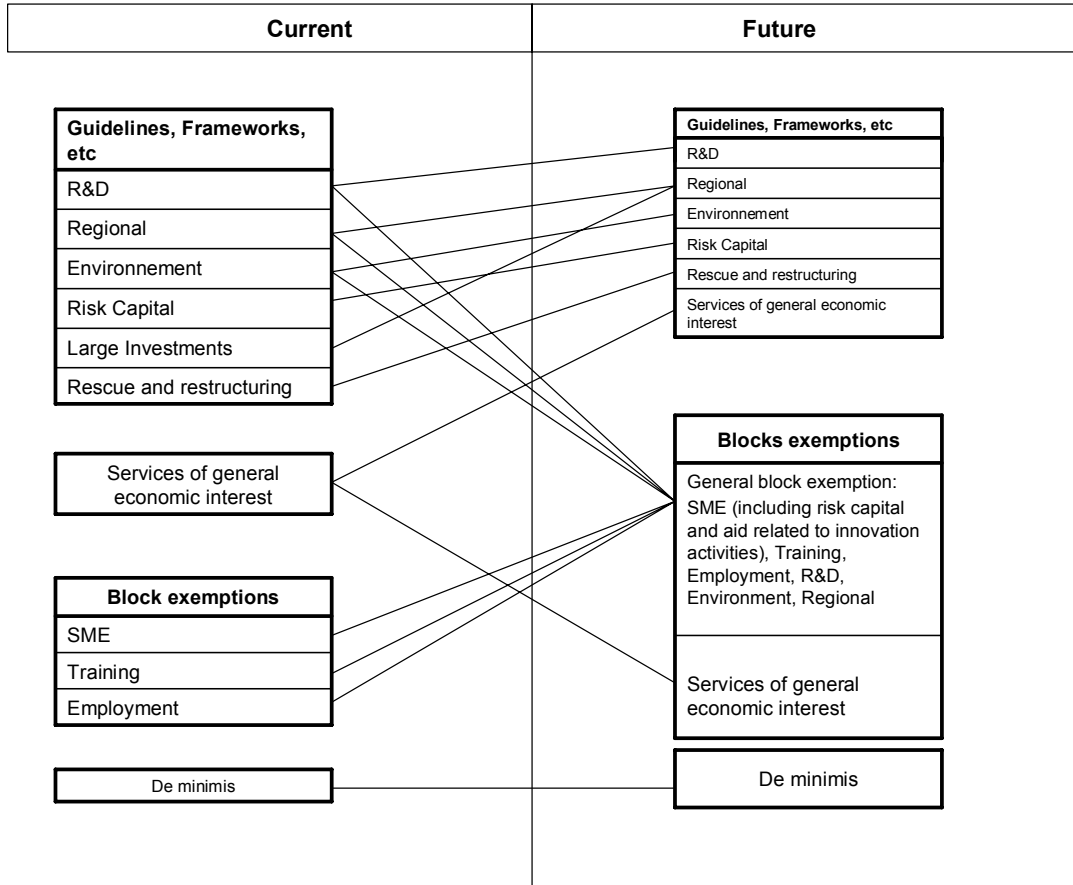 Current
Future
Guidelines, Frameworks,
etc
R&D
Regional
Environnement
Risk Capital
Large Investments
Rescue and restructuring
Services of general
economic interest
Block exemptions
SME
Training
Employment
De minimis
Guidelines, Frameworks, etc
R&D
Regional
Environnement
Risk Capital
Rescue and restructuring
Services of general economic
interest
Blocks exemptions
General block exemption:
SME (including risk capital
and aid related to innovation
activities), Training,
Employment, R&D,
Environment, Regional
Services of general
economic interest
De minimis